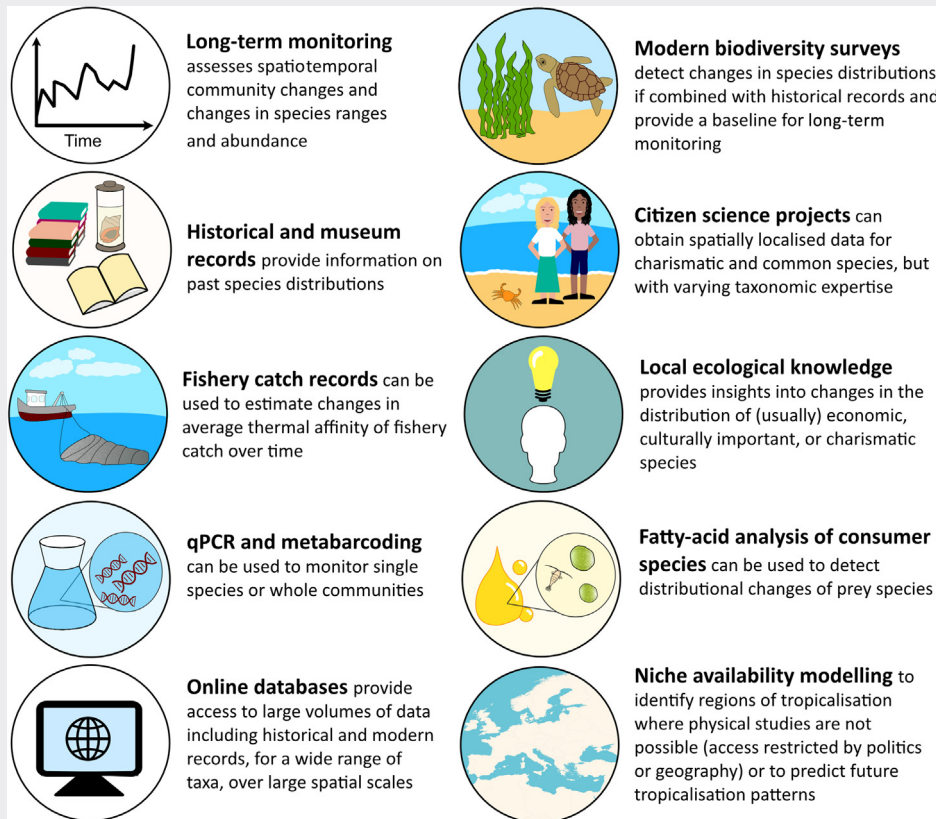 Long-term monitoring
assesses spatiotemporal
community changes and
changes in species ranges
and abundance
Time
Modern biodiversity surveys
detect changes in species distributions
if combined with historical records and
provide a baseline for long-term
monitoring
Historical and museum
records provide information on
past species distributions
Citizen science projects can
obtain spatially localised data for
charismatic and common species, but
with varying taxonomic expertise
Fishery catch records can be
used to estimate changes in
average thermal affinity of fishery
catch over time
Local ecological knowledge
provides insights into changes in the
distribution of (usually) economic,
culturally important, or charismatic
species
qPCR and metabarcoding
can be used to monitor single
species or whole communities
Fatty-acid analysis of consumer
species can be used to detect
distributional changes of prey species
Online databases provide
access to large volumes of data
including historical and modern
records, for a wide range of
taxa, over large spatial scales
Niche availability modelling to
identify regions of tropicalisation
where physical studies are not
possible (access restricted by politics
or geography) or to predict future
tropicalisation patterns